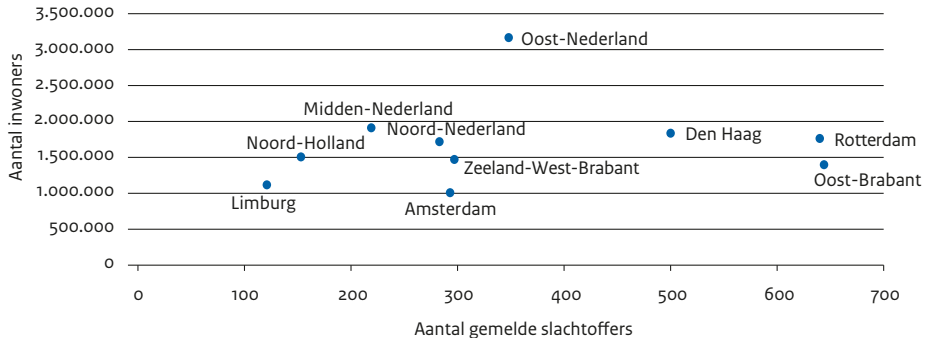 3.500.000
3.000.000
Oost-Nederland
2.500.000
Midden-Nederland
2.000.000
Noord-Nederland
Den Haag
Rotterdam
Noord-Holland
1.500.000
Zeeland-West-Brabant
Oost-Brabant
1.000.000
Limburg
Amsterdam
500.000
0
Aantal inwoners
0 100 200 300 400 500 600 700
Aantal gemelde slachtoffers